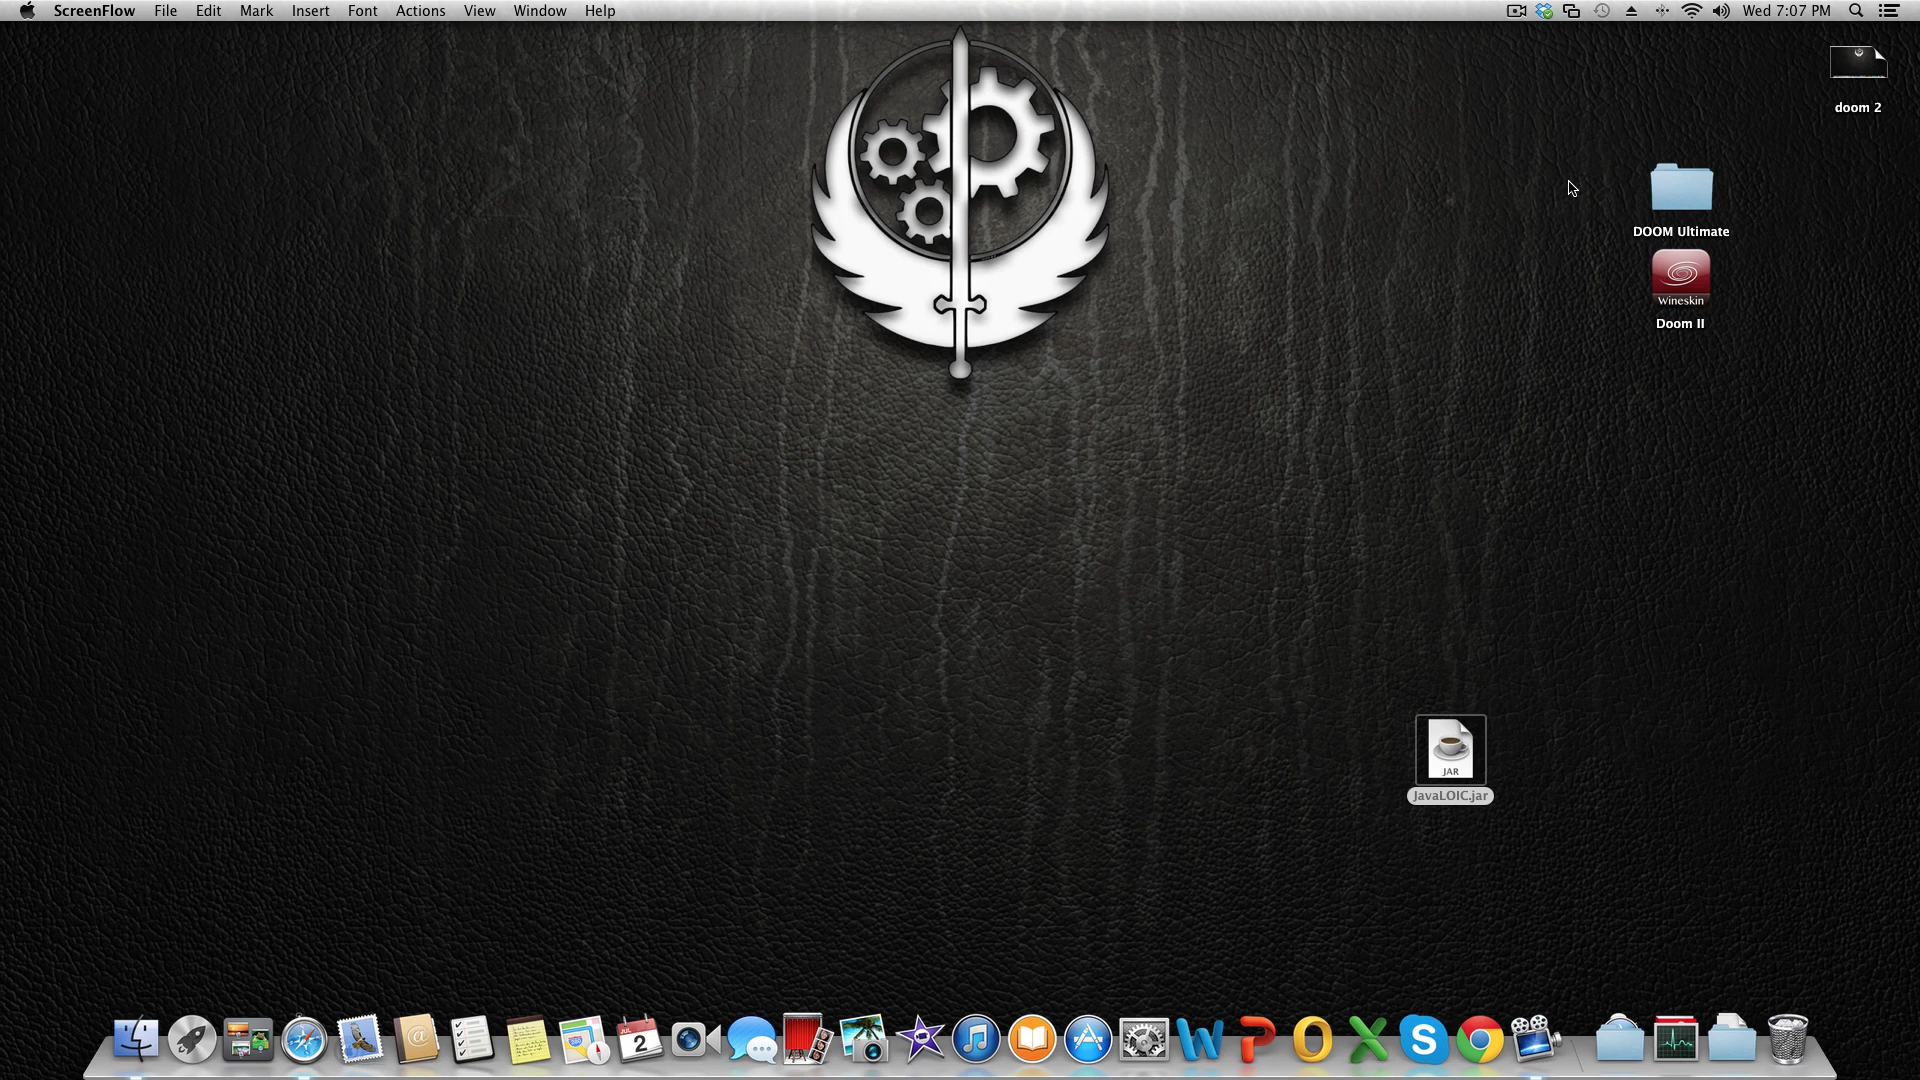 ScreenFlow File Edit Mark Insert Font Actions View Window Help Wed 7:07 PM
doom 2
DOOM Ultimate
Wineskin
Doom II
JAR
JavaLOIC.jar
JUL
2